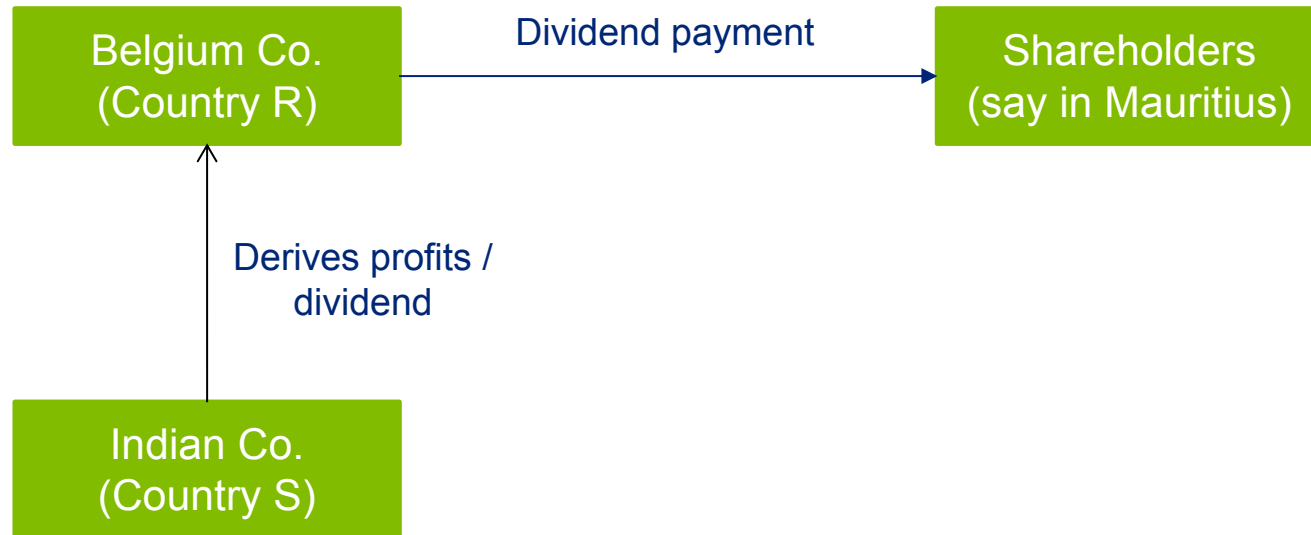 Belgium Co.
(Country R)
Dividend payment
Shareholders
(say in Mauritius)
Derives profits /
dividend
Indian Co.
(Country S)